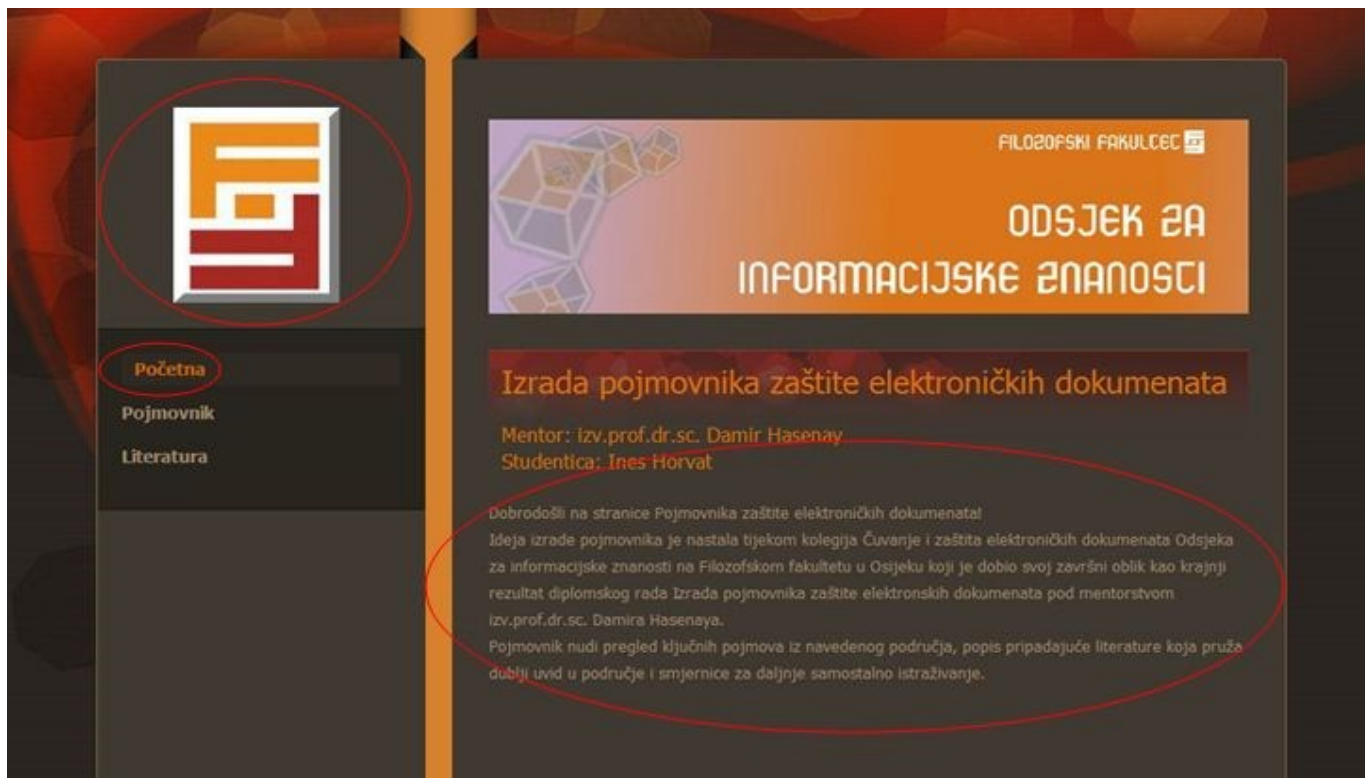 Početna
Pojmovnik
Literatura
FILOZOFSKI FAKULTET
ODSJEK ZA
INFORMACIJSKE ZNANOSTI
Izrada pojmovnika zaštite elektroničkih dokumenata
Mentor: izv.prof.dr.sc. Damir Hasenay
Studentica: Ines Horvat
Dobrodošli na stranice Pojmovnika zaštite elektroničkih dokumenata!
Ideja izrade pojmovnika je nastala tijekom kolegija Čuvanje i zaštita elektroničkih dokumenata Odsjeka
za informacijske znanosti na Filozofskom fakultetu u Osijeku koji je dobio svoj završni oblik kao krajnji
rezultat diplomskog rada Izrada pojmovnika zaštite elektronskih dokumenata pod mentorstvom
izv.prof.dr.sc. Damira Hasenaya.
Pojmovnik nudi pregled ključnih pojmova iz navedenog područja, popis pripadajuće literature koja pruža
dublji uvid u područje i smjernice za daljnje samostalno istraživanje.